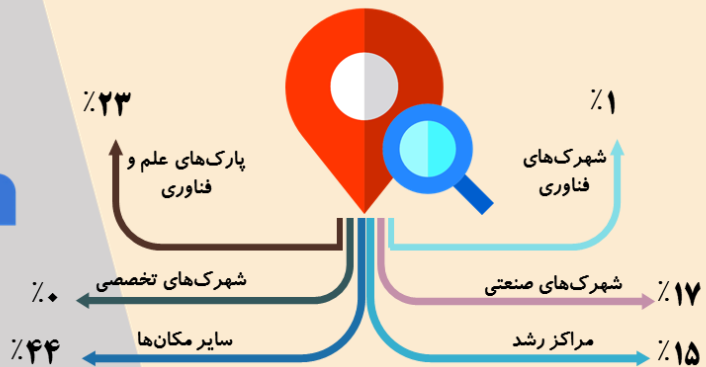 ٪۱
شهرک‌های
فناوری
٪۲۳
پارک‌های علم و
فناوری
شهرک‌های صنعتی
٪۱۷
شهرک‌های تخصصی
٪۰
مراکز رشد
٪۱۵
سایر مکان‌ها
٪۴۴